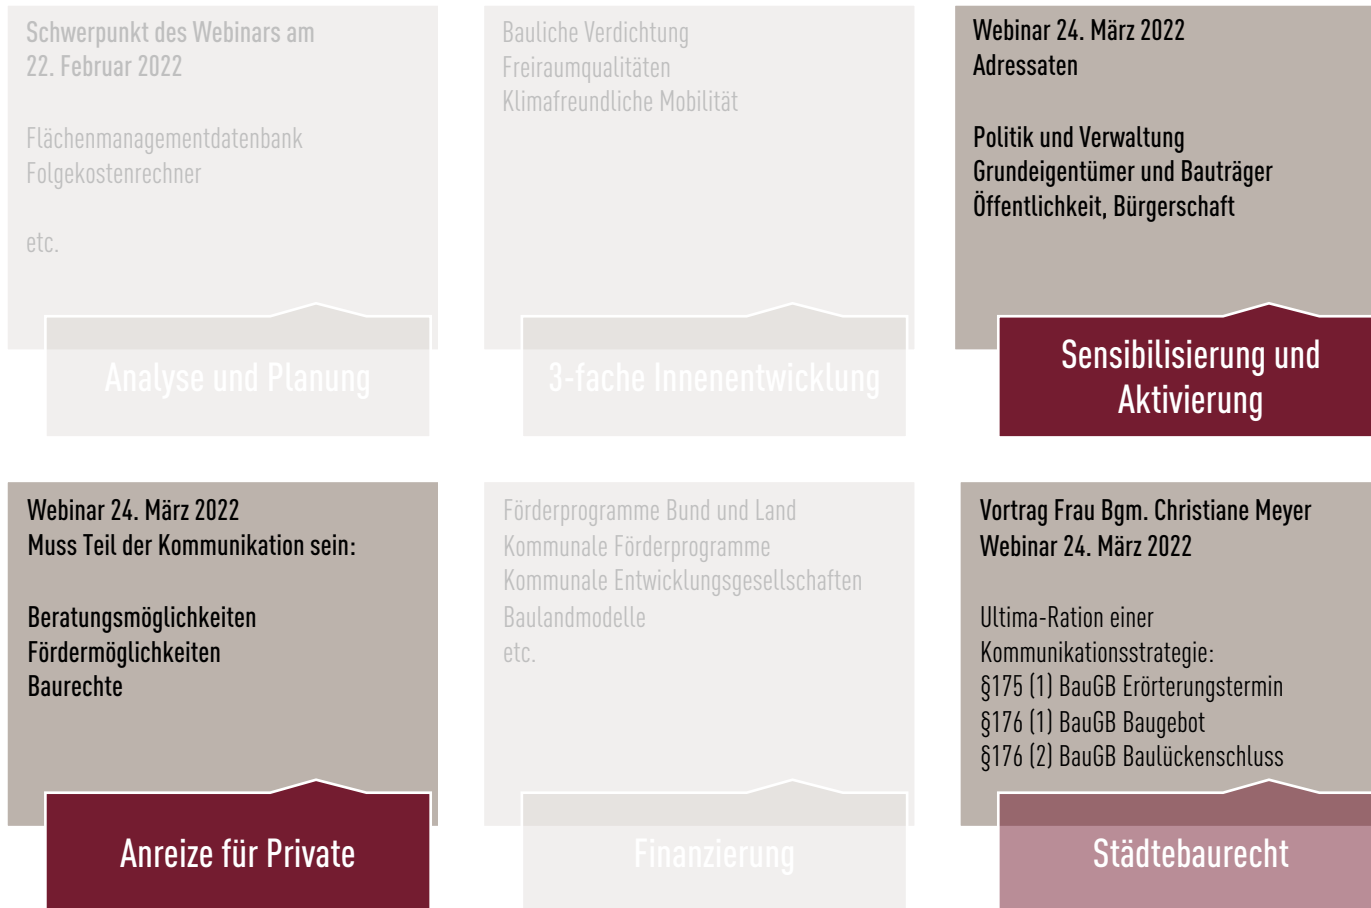 Schwerpunkt des Webinars am
22. Februar 2022
Flächenmanagementdatenbank
Folgekostenrechner
etc.
Analyse und Planung
Bauliche Verdichtung
Freiraumqualitäten
Klimafreundliche Mobilität
3-fache Innenentwicklung
Webinar 24. März 2022
Adressaten
Politik und Verwaltung
Grundeigentümer und Bauträger
Öffentlichkeit, Bürgerschaft
Sensibilisierung und
Aktivierung
Webinar 24. März 2022
Muss Teil der Kommunikation sein:
Beratungsmöglichkeiten
Fördermöglichkeiten
Baurechte
Anreize für Private
Förderprogramme Bund und Land
Kommunale Förderprogramme
Kommunale Entwicklungsgesellschaften
Baulandmodelle
etc.
Finanzierung
Vortrag Frau Bgm. Christiane Meyer
Webinar 24. März 2022
Ultima-Ration einer
Kommunikationsstrategie:
§175 (1) BauGB Erörterungstermin
§176 (1) BauGB Baugebot
§176 (2) BauGB Baulückenschluss
Städtebaurecht